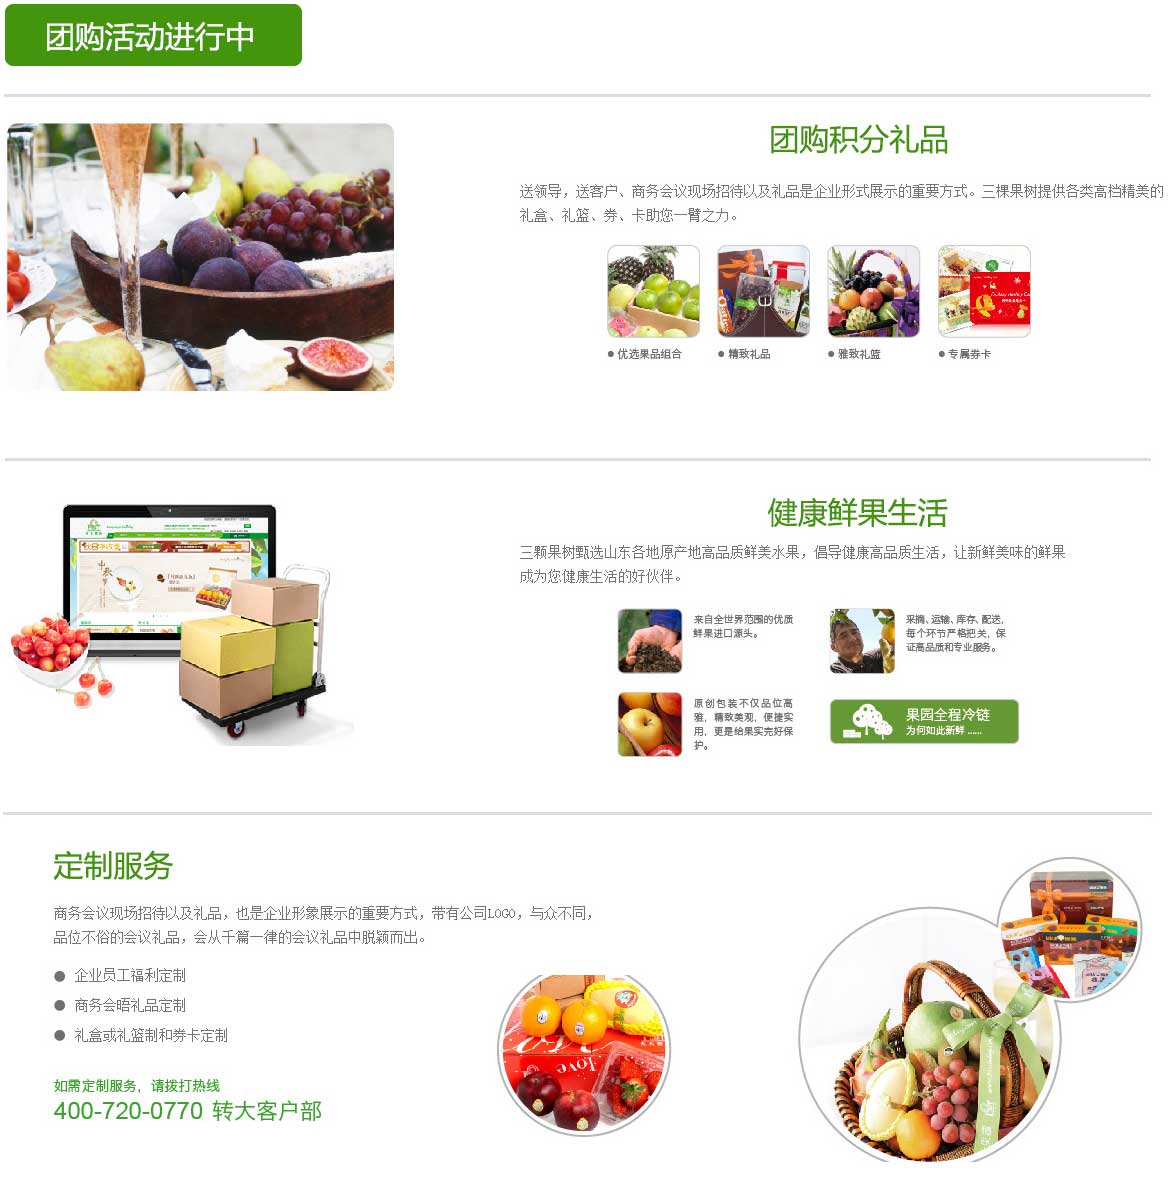 团购活动进行中
团购积分礼品
送领导，送客户、商务会议现场招待以及礼品是企业形式展示的重要方式。三棵果树提供各类高档精美的
礼盒、礼篮、券、卡助您一臂之力。
● 优选果品组合
● 精致礼品
● 雅致礼篮
● 专属券卡
健康鲜果生活
三颗果树甄选山东各地原产地高品质鲜美水果，倡导健康高品质生活，让新鲜美味的鲜果
成为您健康生活的好伙伴。
来自全世界范围的优质
鲜果进口源头。
采摘、运输、库存、配送，
每个环节严格把关，保
证高品质和专业服务。
原创包装不仅品位高
雅，精致美观，便捷实
用，更是给果实完好保
护。
果园全程冷链
为何如此新鲜 ......
定制服务
商务会议现场招待以及礼品，也是企业形象展示的重要方式，带有公司LOGO，与众不同，
品位不俗的会议礼品，会从千篇一律的会议礼品中脱颖而出。
● 企业员工福利定制
● 商务会晤礼品定制
● 礼盒或礼篮制和券卡定制
如需定制服务，请拨打热线
400-720-0770 转大客户部
love